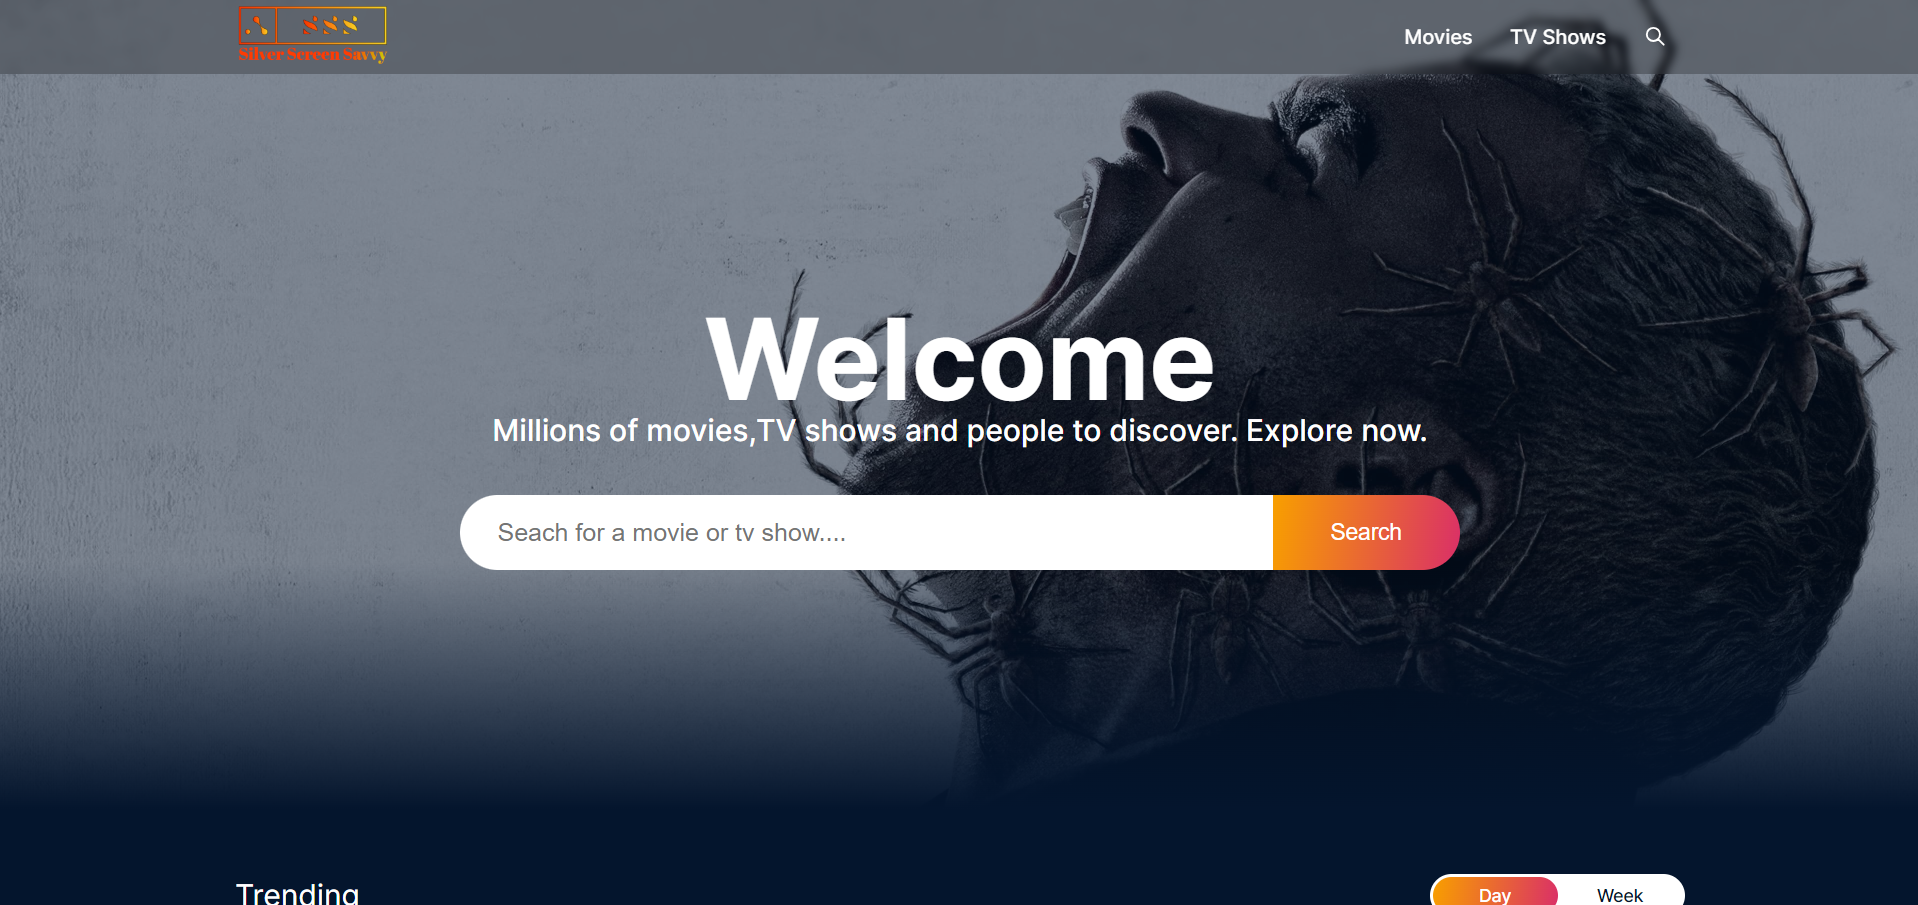 SSS
Silver Screen Savvy
Movies
TV Shows
Welcome
Millions of movies,TV shows and people to discover. Explore now.
Seach for a movie or tv show....
Search
Trending
Day
Week